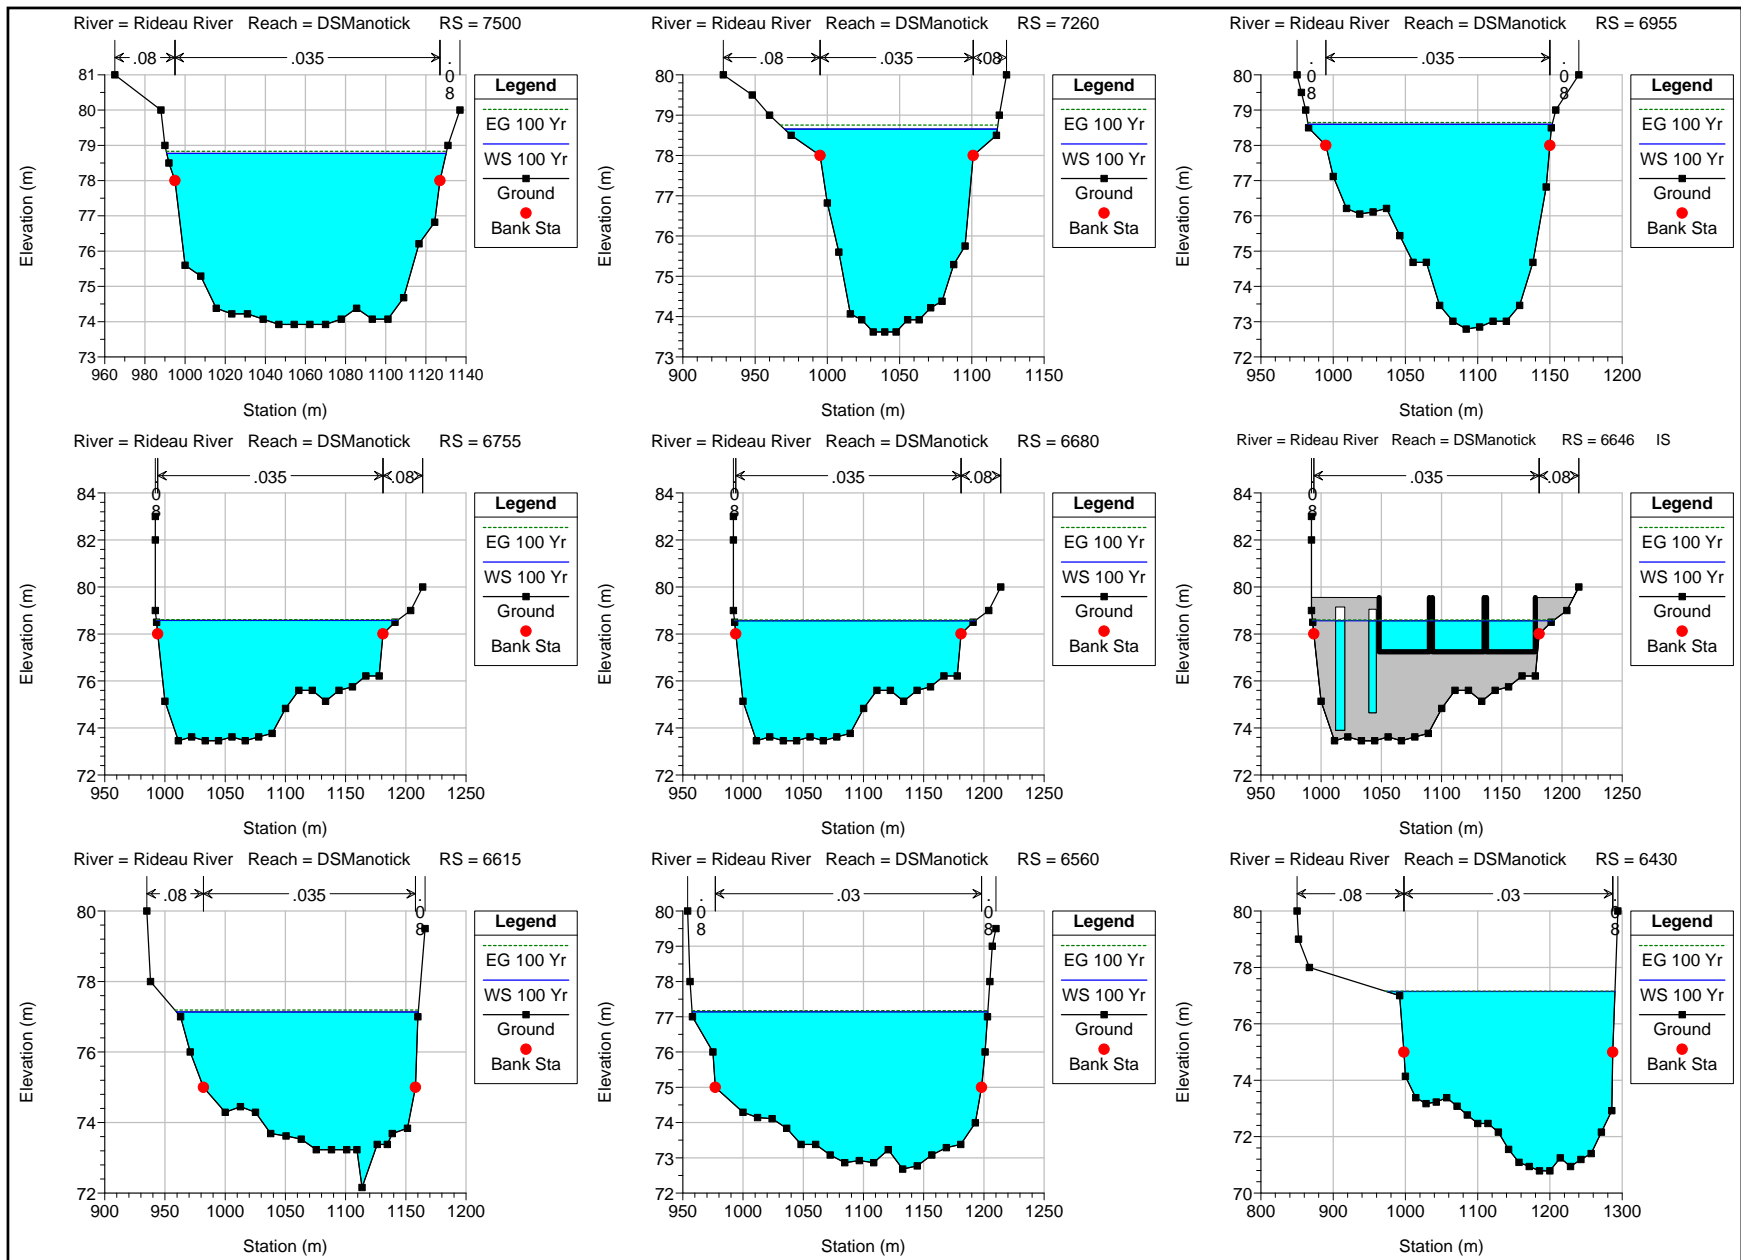 River = Rideau River Reach = DSManotick RS = 7500
.08 .035 .08
Elevation (m)
81
80
79
78
77
76
75
74
73
960 980 1000 1020 1040 1060 1080 1100 1120 1140
Station (m)
Legend
EG 100 Yr
WS 100 Yr
Ground
Bank Sta
River = Rideau River Reach = DSManotick RS = 7260
.08 .035 .08
Elevation (m)
80
79
78
77
76
75
74
73
900 950 1000 1050 1100 1150
Station (m)
Legend
EG 100 Yr
WS 100 Yr
Ground
Bank Sta
River = Rideau River Reach = DSManotick RS = 6955
.08 .035 .08
Elevation (m)
80
79
78
77
76
75
74
73
72
950 1000 1050 1100 1150 1200
Station (m)
Legend
EG 100 Yr
WS 100 Yr
Ground
Bank Sta
River = Rideau River Reach = DSManotick RS = 6755
.08 .035 .08
Elevation (m)
84
82
80
78
76
74
72
950 1000 1050 1100 1150 1200 1250
Station (m)
Legend
EG 100 Yr
WS 100 Yr
Ground
Bank Sta
River = Rideau River Reach = DSManotick RS = 6680
.08 .035 .08
Elevation (m)
84
82
80
78
76
74
72
950 1000 1050 1100 1150 1200 1250
Station (m)
Legend
EG 100 Yr
WS 100 Yr
Ground
Bank Sta
River = Rideau River Reach = DSManotick RS = 6646 IS
.08 .035 .08
Elevation (m)
84
82
80
78
76
74
72
950 1000 1050 1100 1150 1200 1250
Station (m)
Legend
EG 100 Yr
WS 100 Yr
Ground
Bank Sta
River = Rideau River Reach = DSManotick RS = 6615
.08 .035 .08
Elevation (m)
80
78
76
74
72
900 950 1000 1050 1100 1150 1200
Station (m)
Legend
EG 100 Yr
WS 100 Yr
Ground
Bank Sta
River = Rideau River Reach = DSManotick RS = 6560
.08 .03 .08
Elevation (m)
80
79
78
77
76
75
74
73
72
950 1000 1050 1100 1150 1200 1250
Station (m)
Legend
EG 100 Yr
WS 100 Yr
Ground
Bank Sta
River = Rideau River Reach = DSManotick RS = 6430
.08 .03 .08
Elevation (m)
80
78
76
74
72
70
800 900 1000 1100 1200 1300
Station (m)
Legend
EG 100 Yr
WS 100 Yr
Ground
Bank Sta